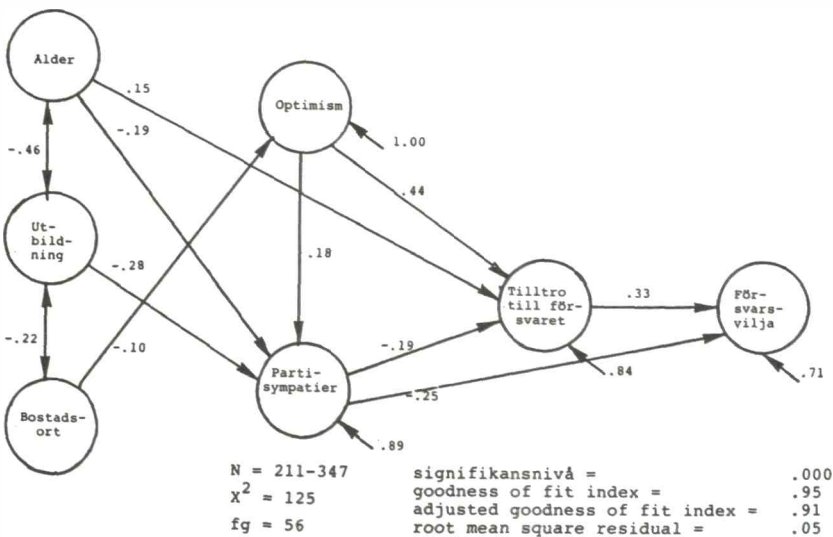 Ålder
.15
-.19
-.46
Optimism
1.00
.44
Ut-
bild-
ning
-.28
.18
-.22
-.10
Tilltro
till för-
svaret
.33
För-
svars-
vilja
-.19
-.25
.84
.71
Parti-
sympatier
.89
Bostads-
ort
N = 211-347
X² = 125
fg = 56
signifikansnivå = .000
goodness of fit index = .95
adjusted goodness of fit index = .91
root mean square residual = .05